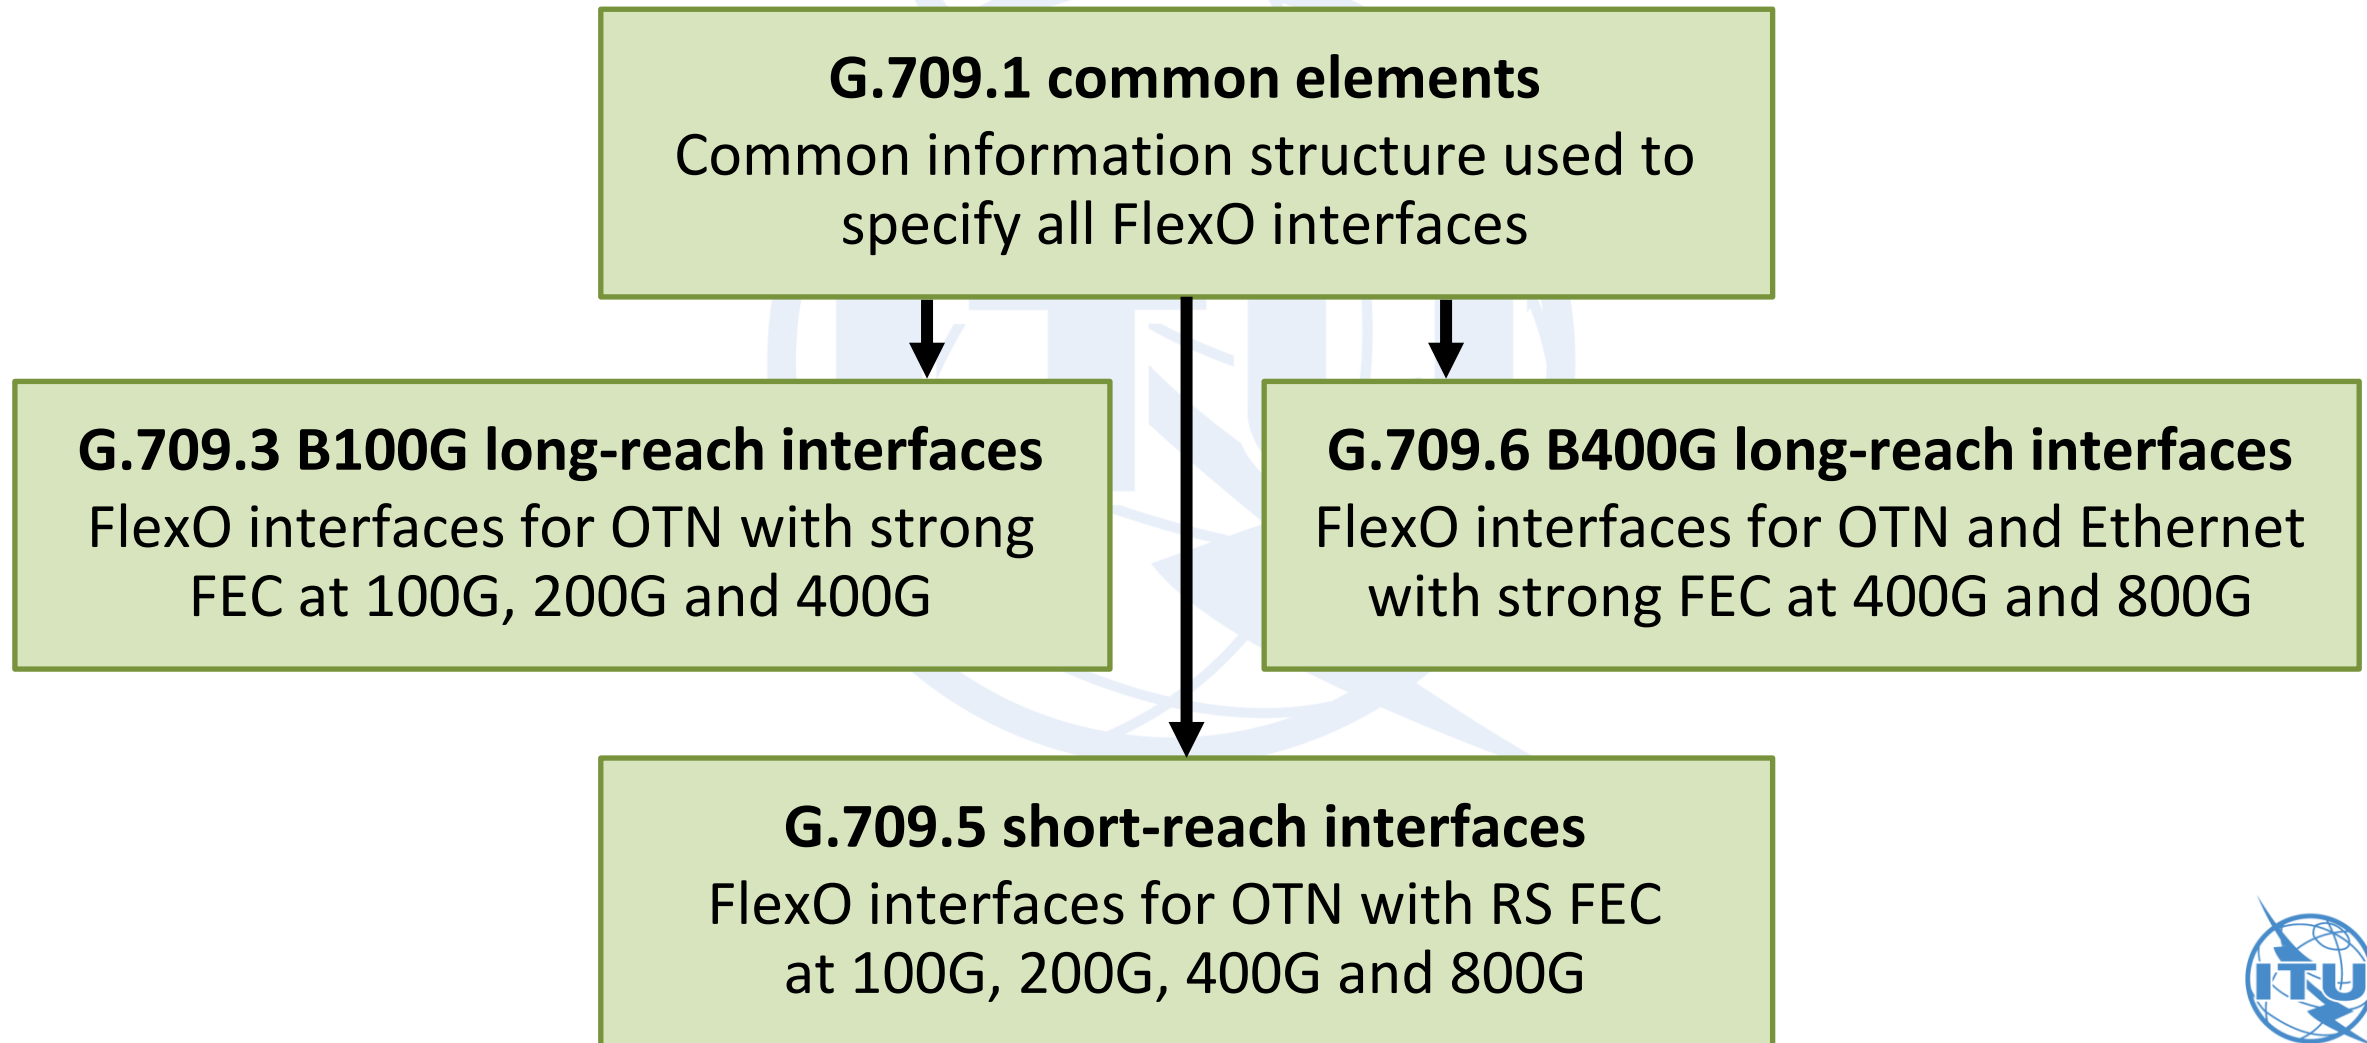 G.709.1 common elements
Common information structure used to
specify all FlexO interfaces
G.709.3 B100G long-reach interfaces
FlexO interfaces for OTN with strong
FEC at 100G, 200G and 400G
G.709.6 B400G long-reach interfaces
FlexO interfaces for OTN and Ethernet
with strong FEC at 400G and 800G
G.709.5 short-reach interfaces
FlexO interfaces for OTN with RS FEC
at 100G, 200G, 400G and 800G
ITU
ITU